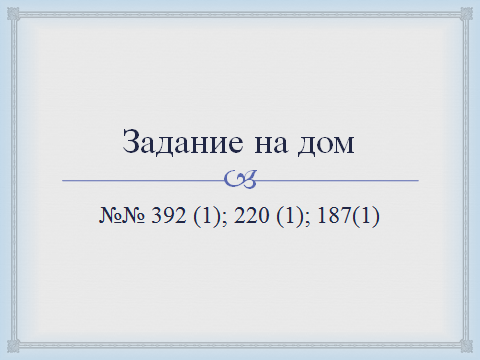 Задание на дом
№№ 392 (1); 220 (1); 187(1)